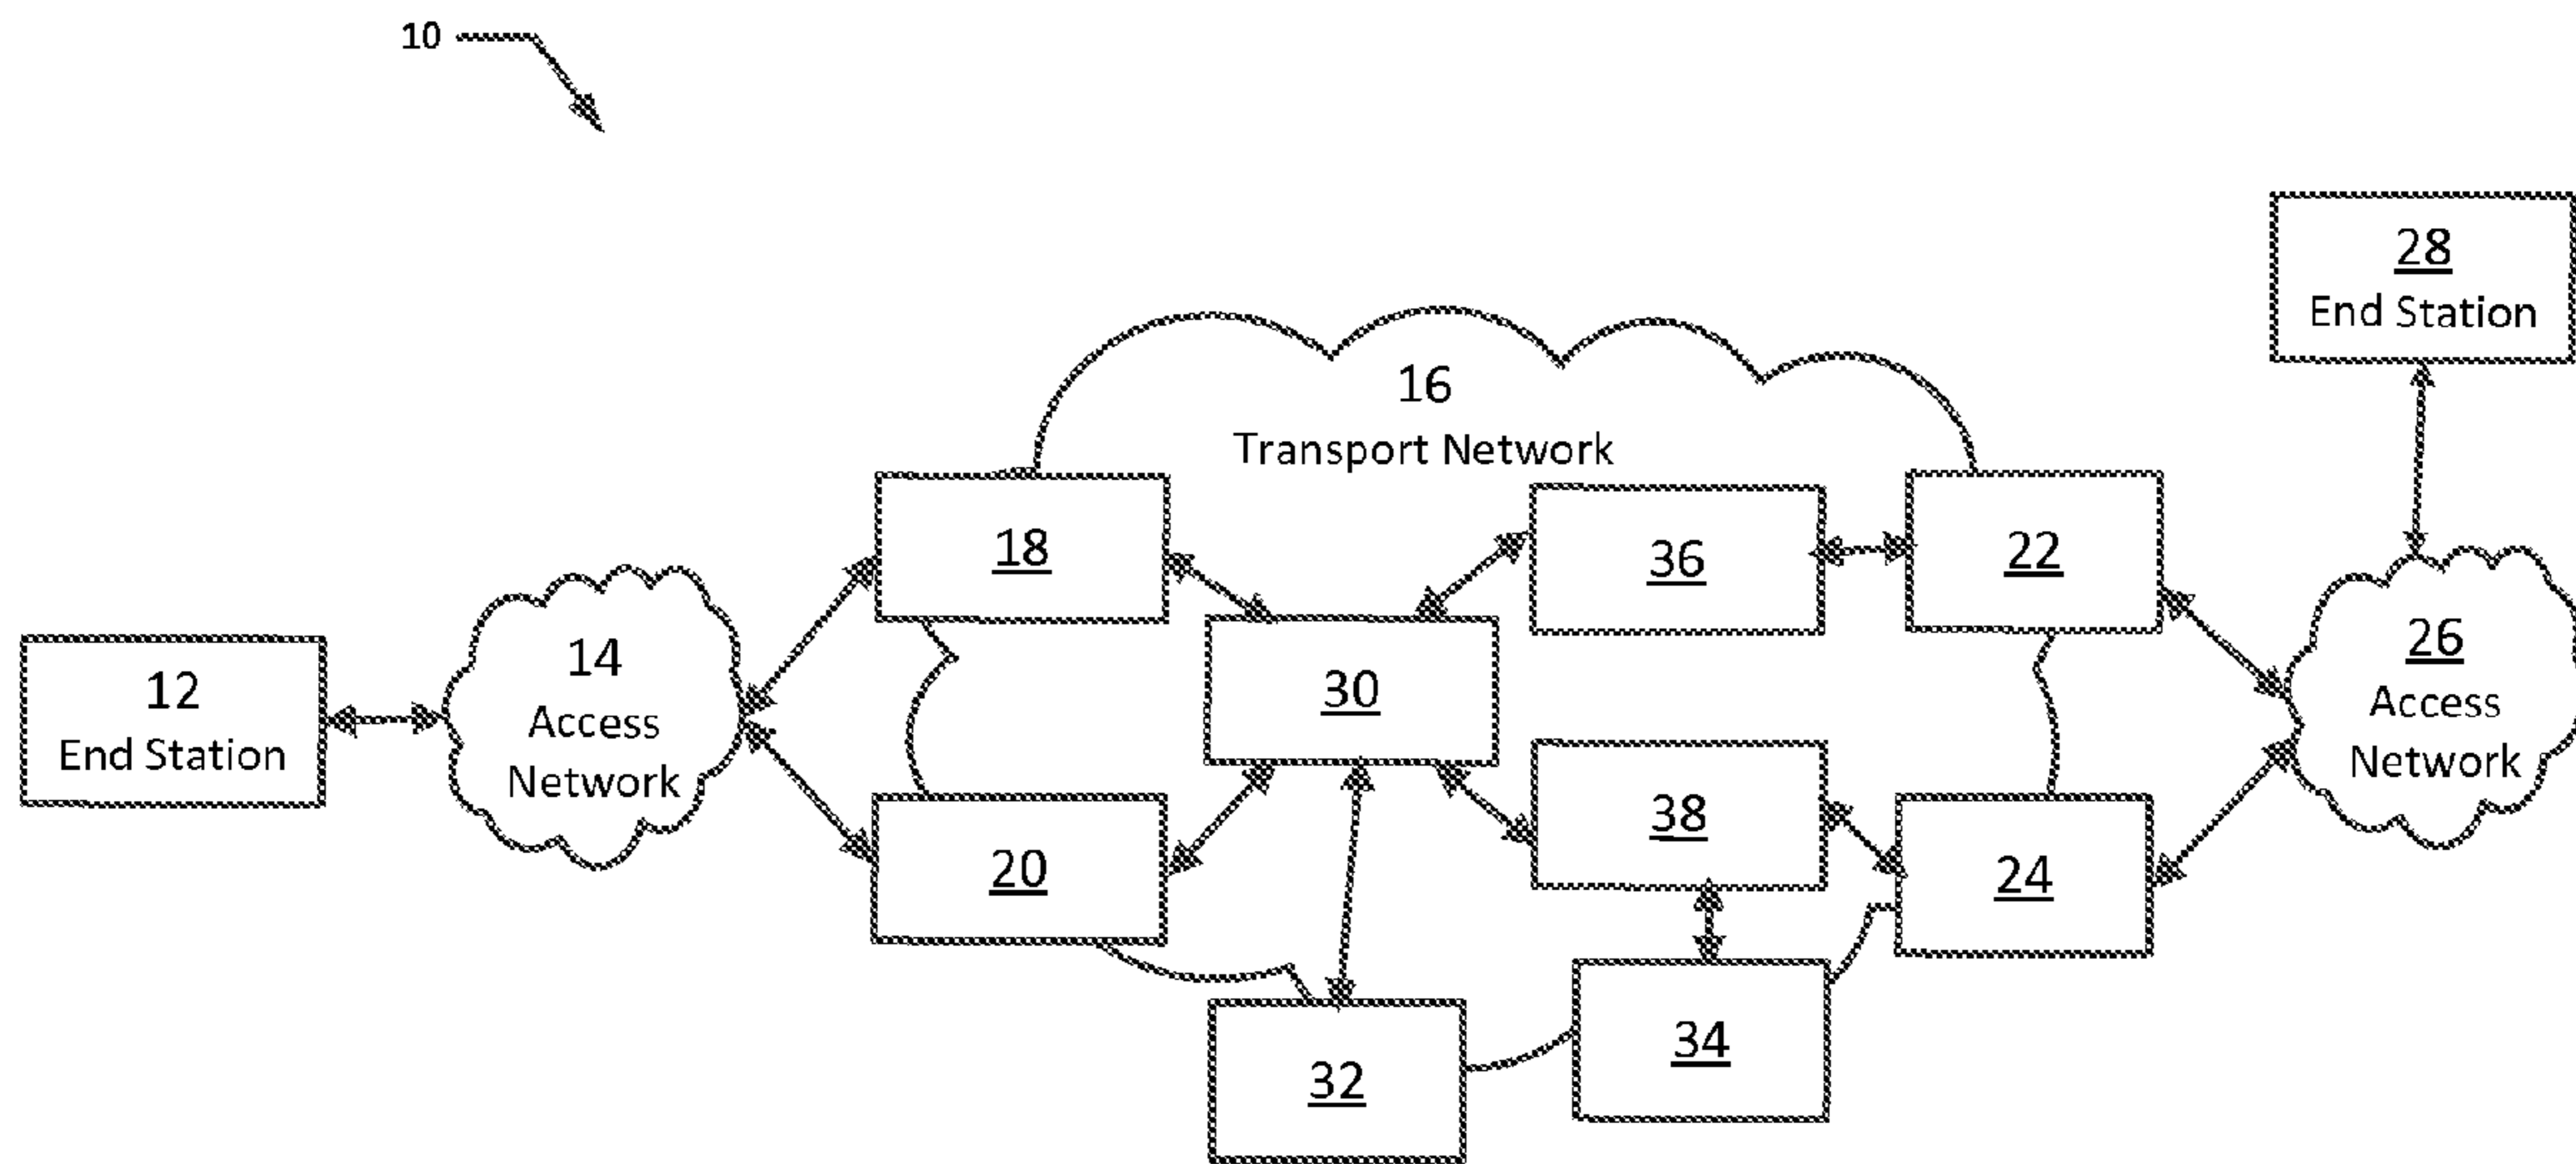 10
28
End Station
16
Transport Network
18
36
22
14
Access
Network
12
End Station
30
26
Access
Network
38
20
24
34
32